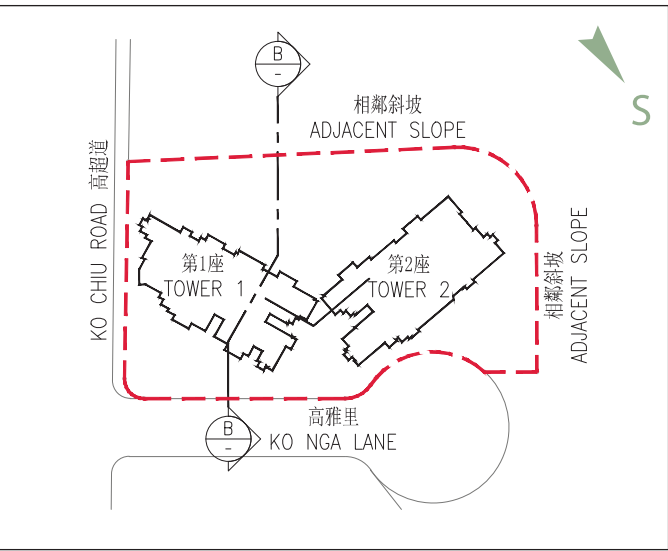 B
-
S
相鄰斜坡
ADJACENT SLOPE
KO CHIU ROAD 高超道
第1座
TOWER 1
第2座
TOWER 2
相鄰斜坡
ADJACENT SLOPE
高雅里
KO NGA LANE
B
-